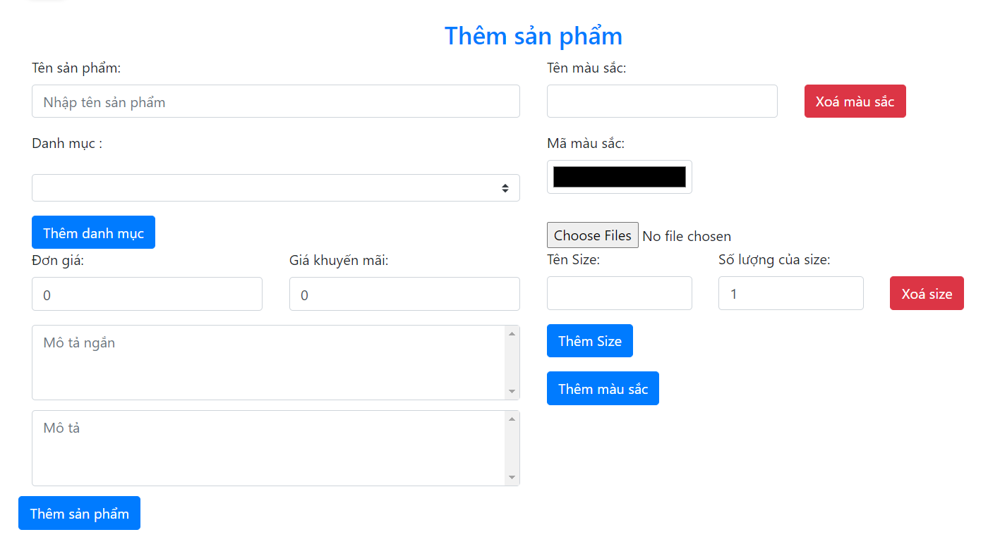 Thêm sản phẩm
Tên sản phẩm:
Nhập tên sản phẩm
Danh mục :
Thêm danh mục
Đơn giá:
Giá khuyến mãi:
0
0
Mô tả ngắn
Mô tả
Thêm sản phẩm
Tên màu sắc:
Xoá màu sắc
Mã màu sắc:
Choose Files No file chosen
Tên Size:
Số lượng của size:
1
Xoá size
Thêm Size
Thêm màu sắc